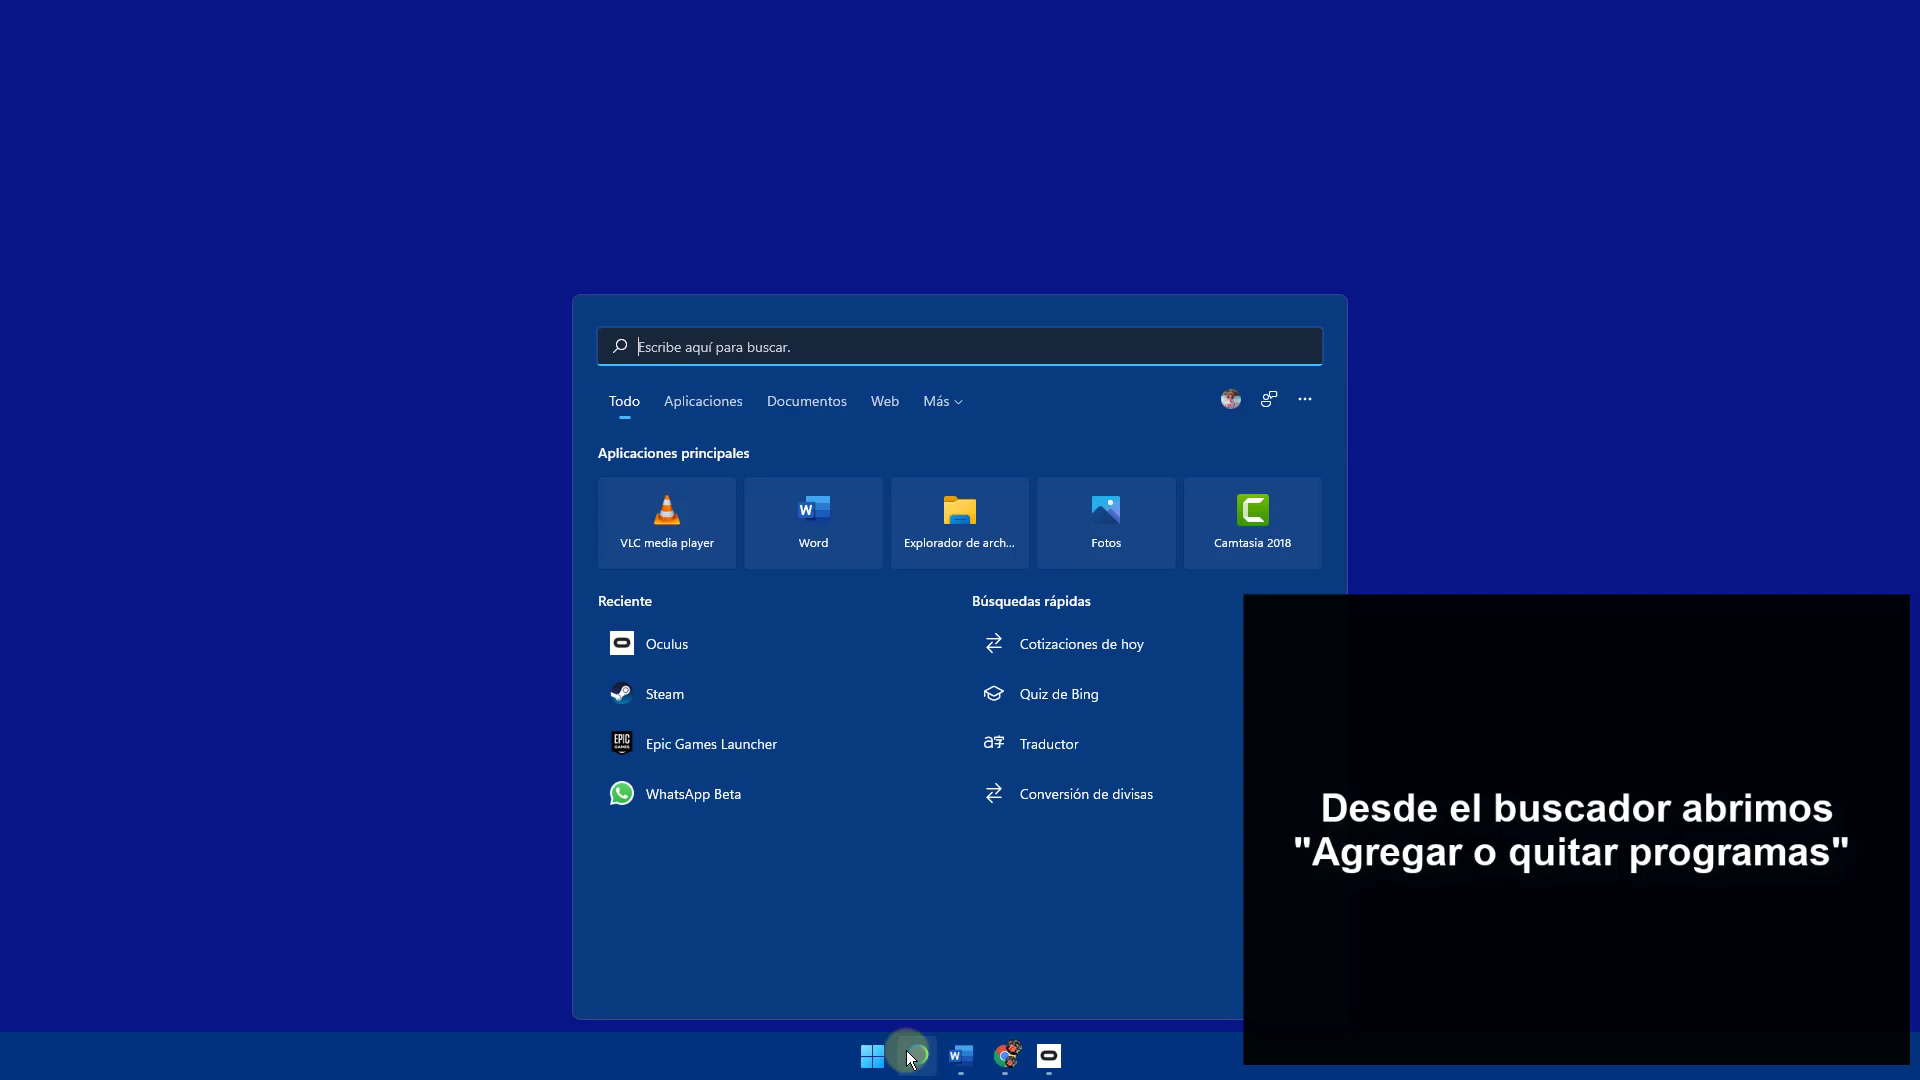 Escribe aquí para buscar.
Todo Aplicaciones Documentos Web Más
Aplicaciones principales
VLC media player
Word
Explorador de arch...
Fotos
Camtasia 2018
Reciente
Oculus
Steam
Epic Games Launcher
WhatsApp Beta
Búsquedas rápidas
Cotizaciones de hoy
Quiz de Bing
Traductor
Conversión de divisas
Desde el buscador abrimos
"Agregar o quitar programas"